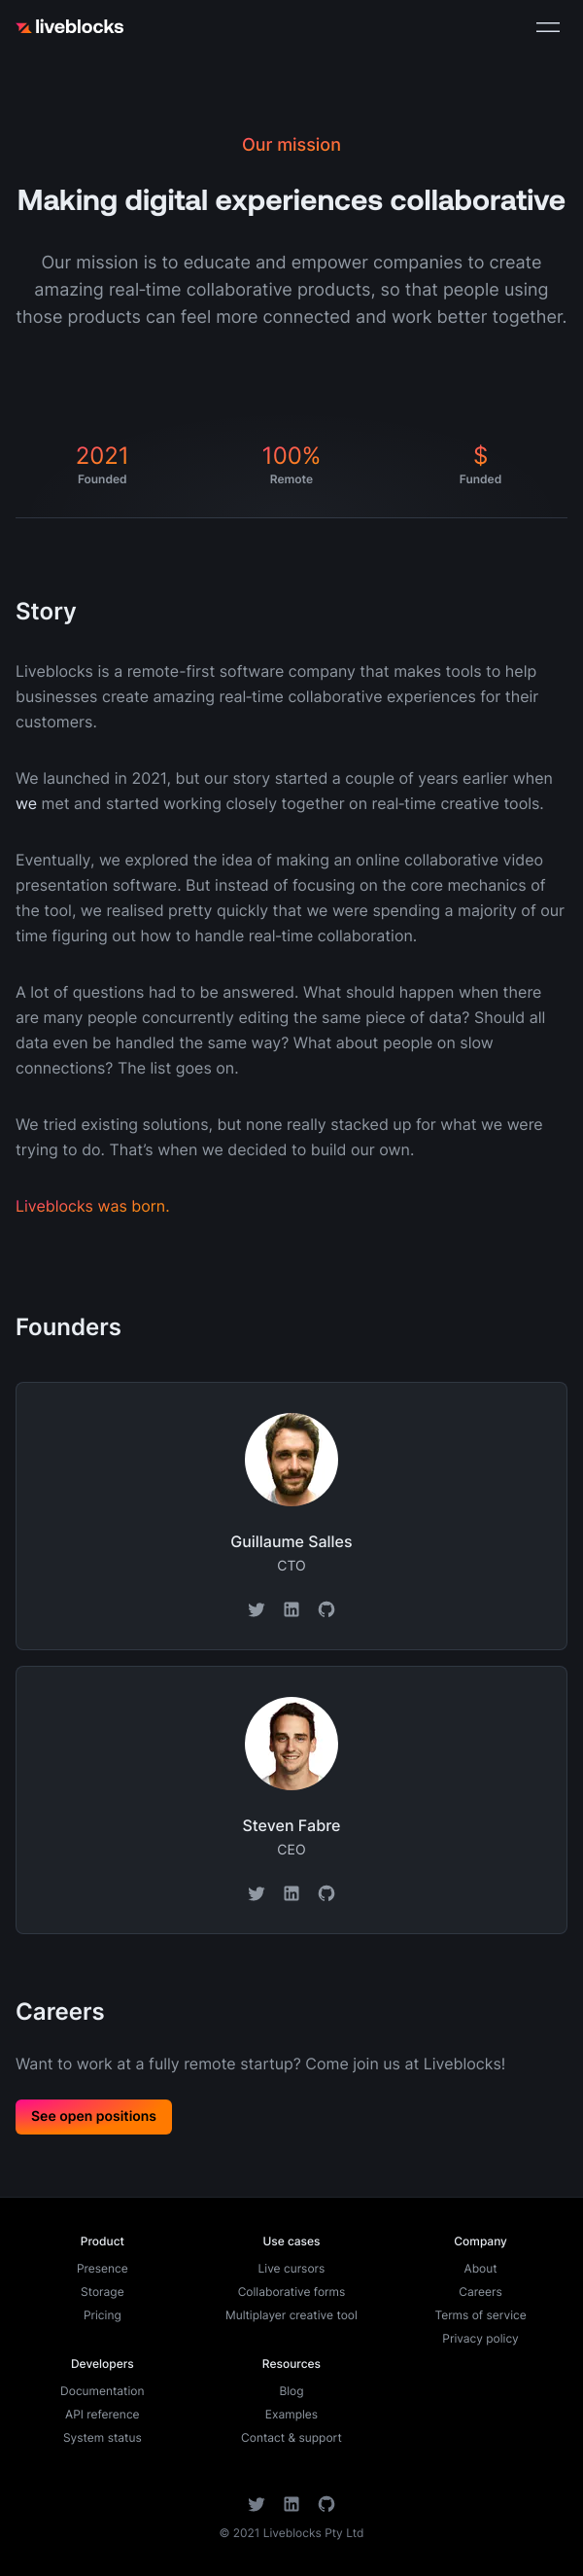 liveblocks
Our mission
Making digital experiences collaborative
Our mission is to educate and empower companies to create
amazing real-time collaborative products, so that people using
those products can feel more connected and work better together.
2021
Founded
100%
Remote
$
Funded
Story
Liveblocks is a remote-first software company that makes tools to help
businesses create amazing real-time collaborative experiences for their
customers.
We launched in 2021, but our story started a couple of years earlier when
we met and started working closely together on real-time creative tools.
Eventually, we explored the idea of making an online collaborative video
presentation software. But instead of focusing on the core mechanics of
the tool, we realised pretty quickly that we were spending a majority of our
time figuring out how to handle real-time collaboration.
A lot of questions had to be answered. What should happen when there
are many people concurrently editing the same piece of data? Should all
data even be handled the same way? What about people on slow
connections? The list goes on.
We tried existing solutions, but none really stacked up for what we were
trying to do. That’s when we decided to build our own.
Liveblocks was born.
Founders
Guillaume Salles
CTO
Steven Fabre
CEO
Careers
Want to work at a fully remote startup? Come join us at Liveblocks!
See open positions
Product
Presence
Storage
Pricing
Use cases
Live cursors
Collaborative forms
Multiplayer creative tool
Company
About
Careers
Terms of service
Privacy policy
Developers
Documentation
API reference
System status
Resources
Blog
Examples
Contact & support
© 2021 Liveblocks Pty Ltd